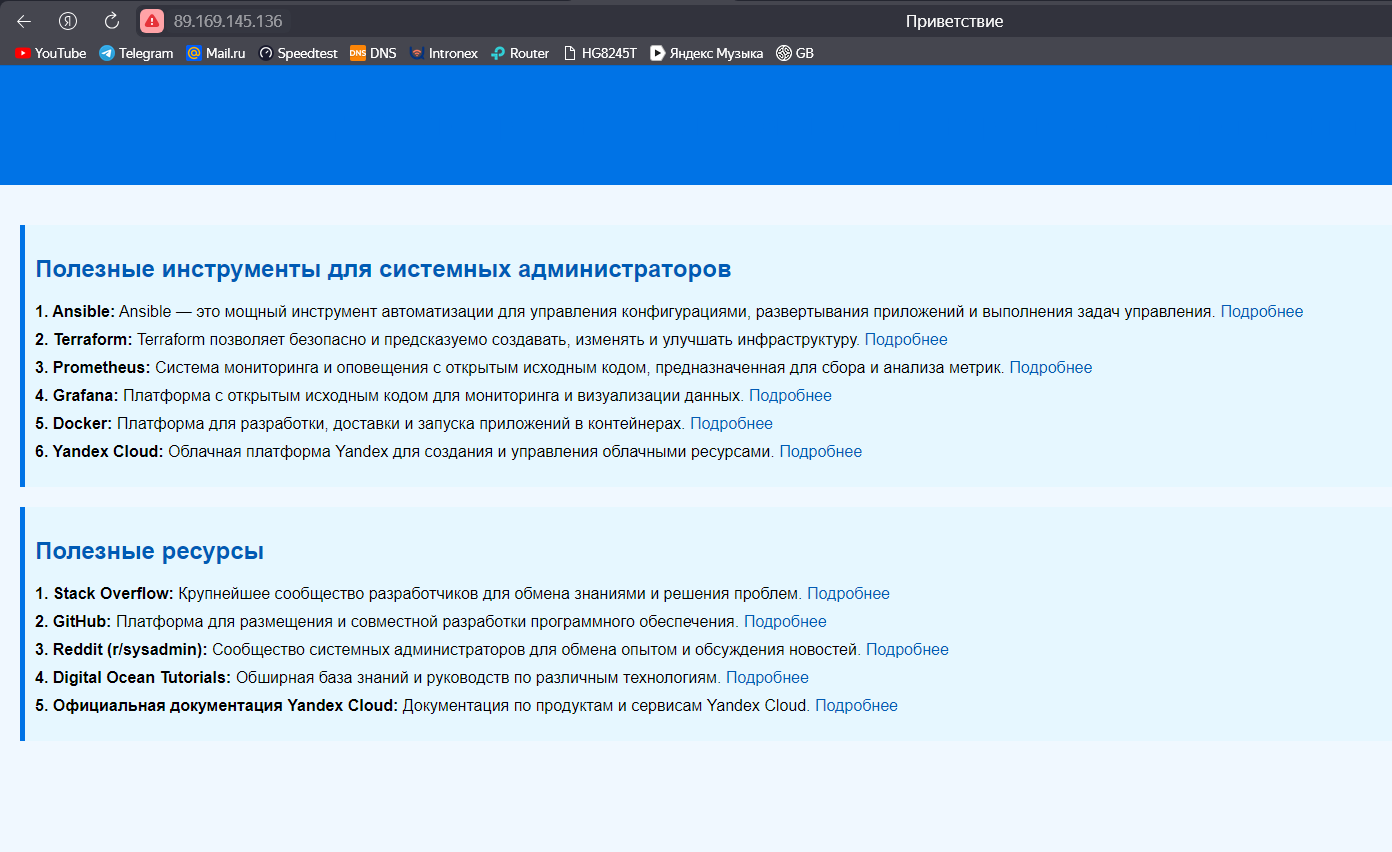 89.169.145.136 Приветствие
YouTube Telegram Mail.ru Speedtest DNS DNS Intronex Router HG8245T Яндекс Музыка GB
Полезные инструменты для системных администраторов
1. Ansible: Ansible — это мощный инструмент автоматизации для управления конфигурациями, развертывания приложений и выполнения задач управления. Подробнее
2. Terraform: Terraform позволяет безопасно и предсказуемо создавать, изменять и улучшать инфраструктуру. Подробнее
3. Prometheus: Система мониторинга и оповещения с открытым исходным кодом, предназначенная для сбора и анализа метрик. Подробнее
4. Grafana: Платформа с открытым исходным кодом для мониторинга и визуализации данных. Подробнее
5. Docker: Платформа для разработки, доставки и запуска приложений в контейнерах. Подробнее
6. Yandex Cloud: Облачная платформа Yandex для создания и управления облачными ресурсами. Подробнее
Полезные ресурсы
1. Stack Overflow: Крупнейшее сообщество разработчиков для обмена знаниями и решения проблем. Подробнее
2. GitHub: Платформа для размещения и совместной разработки программного обеспечения. Подробнее
3. Reddit (r/sysadmin): Сообщество системных администраторов для обмена опытом и обсуждения новостей. Подробнее
4. Digital Ocean Tutorials: Обширная база знаний и руководств по различным технологиям. Подробнее
5. Официальная документация Yandex Cloud: Документация по продуктам и сервисам Yandex Cloud. Подробнее